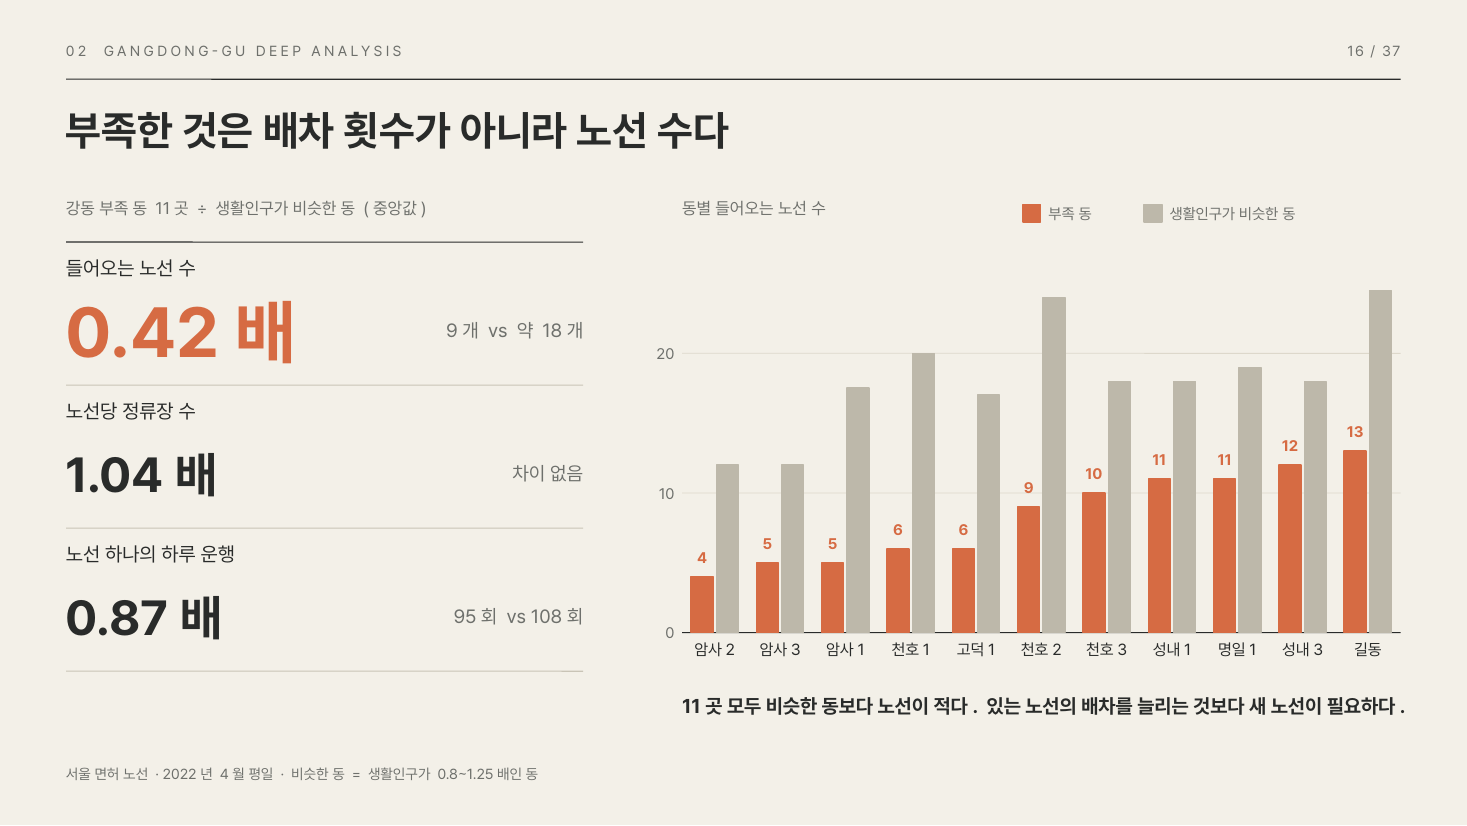 02 GANGDONG-GU DEEP ANALYSIS
16 / 37
부족한 것은 배차 횟수가 아니라 노선 수다
강동 부족 동 11 곳 ÷ 생활인구가 비슷한 동 ( 중앙값 )
들어오는 노선 수
0.42 배
9 개 vs 약 18 개
노선당 정류장 수
1.04 배
차이 없음
노선 하나의 하루 운행
0.87 배
95 회 vs 108 회
동별 들어오는 노선 수
부족 동
생활인구가 비슷한 동
20
10
0
4
5
5
6
6
9
10
11
11
12
13
암사 2
암사 3
암사 1
천호 1
고덕 1
천호 2
천호 3
성내 1
명일 1
성내 3
길동
11 곳 모두 비슷한 동보다 노선이 적다 . 있는 노선의 배차를 늘리는 것보다 새 노선이 필요하다 .
서울 면허 노선 · 2022 년 4 월 평일 · 비슷한 동 = 생활인구가 0.8~1.25 배인 동